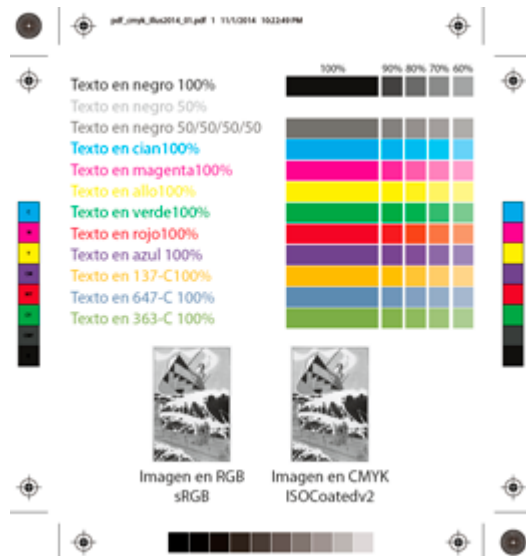 pdf_cmyk_illus2014_01.pdf 1 11/1/2014 10:22:49 PM
100% 90% 80% 70% 60%
Texto en negro 100%
Texto en negro 50%
Texto en negro 50/50/50/50
Texto en cian100%
Texto en magenta100%
Texto en allo100%
Texto en verde100%
Texto en rojo100%
Texto en azul 100%
Texto en 137-C100%
Texto en 647-C 100%
Texto en 363-C 100%
Imagen en RGB
sRGB
Imagen en CMYK
ISOCoatedv2